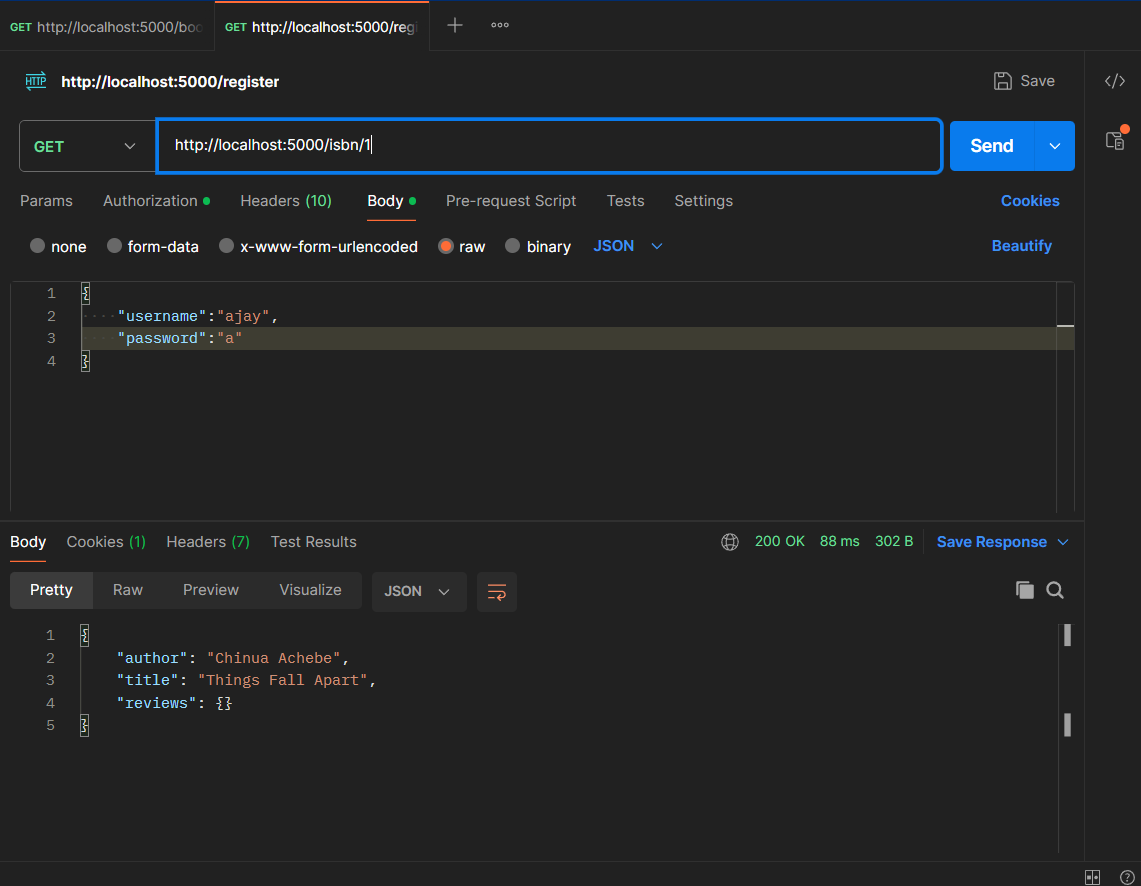 GET http://localhost:5000/boo GET http://localhost:5000/regi
HTTP http://localhost:5000/register Save
GET http://localhost:5000/isbn/1 Send
Params Authorization Headers (10) Body Pre-request Script Tests Settings Cookies
none form-data x-www-form-urlencoded raw binary JSON Beautify
1 {
2 "username":"ajay",
3 "password":"a"
4 }
Body Cookies (1) Headers (7) Test Results 200 OK 88 ms 302 B Save Response
Pretty Raw Preview Visualize JSON
1 {
2 "author": "Chinua Achebe",
3 "title": "Things Fall Apart",
4 "reviews": {}
5 }